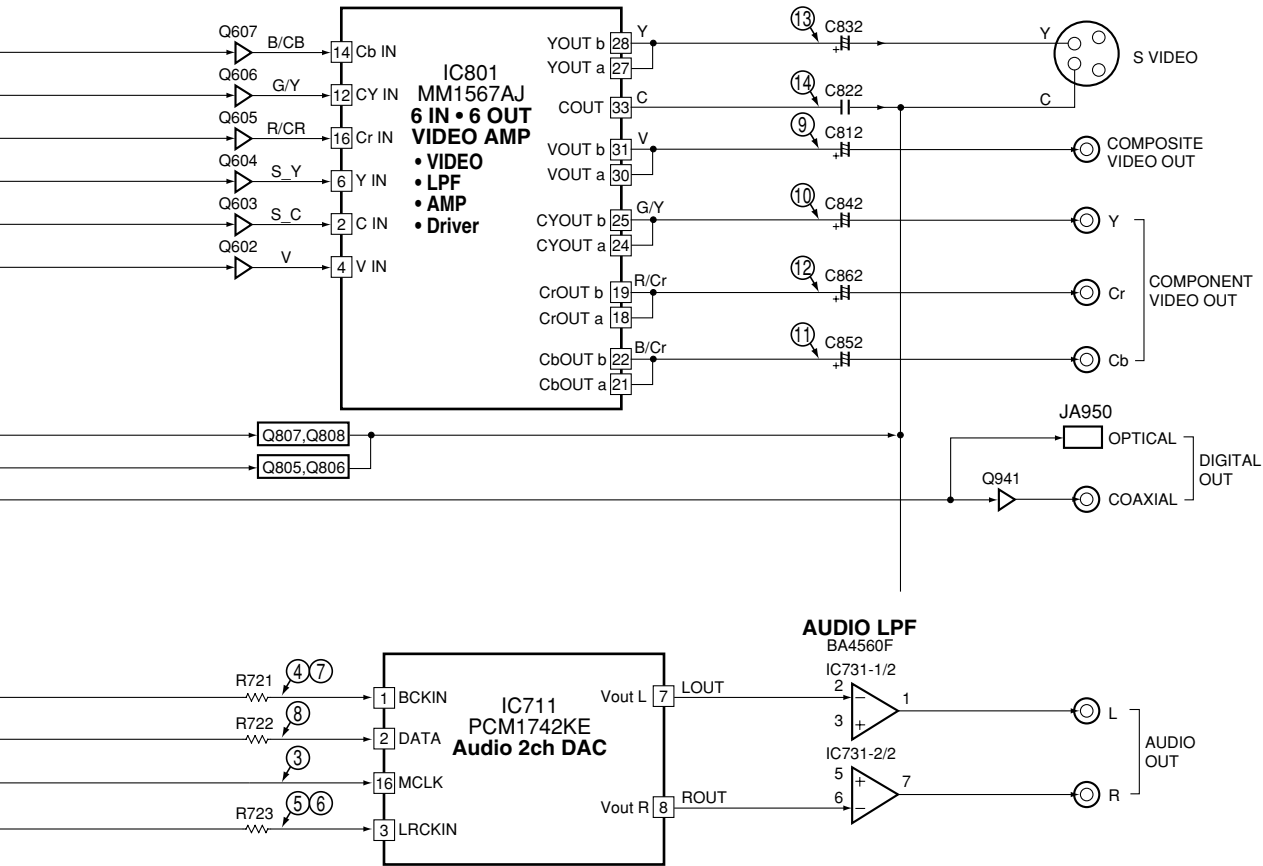 Q607
B/CB
14 Cb IN
Q606
G/Y
12 CY IN
Q605
R/CR
16 Cr IN
Q604
S_Y
6 Y IN
Q603
S_C
2 C IN
Q602
V
4 V IN
IC801
MM1567AJ
6 IN • 6 OUT
VIDEO AMP
• VIDEO
• LPF
• AMP
• Driver
YOUT b 28 Y
YOUT a 27
COUT 33 C
VOUT b 31 V
VOUT a 30
CYOUT b 25 G/Y
CYOUT a 24
CrOUT b 19 R/Cr
CrOUT a 18
CbOUT b 22 B/Cr
CbOUT a 21
⑬ C832
+
Y
S VIDEO
⑭ C822
C
⑨ C812
+
COMPOSITE
VIDEO OUT
⑩ C842
+
Y
⑫ C862
+
Cr
COMPONENT
VIDEO OUT
⑪ C852
+
Cb
Q807,Q808
Q805,Q806
JA950
OPTICAL
DIGITAL
OUT
Q941
COAXIAL
R721
④⑦
1 BCKIN
R722
⑧
2 DATA
③
16 MCLK
R723
⑤⑥
3 LRCKIN
IC711
PCM1742KE
Audio 2ch DAC
Vout L 7 LOUT
Vout R 8 ROUT
AUDIO LPF
BA4560F
IC731-1/2
2 −
3 +
1
L
IC731-2/2
5 +
6 −
7
R
AUDIO
OUT